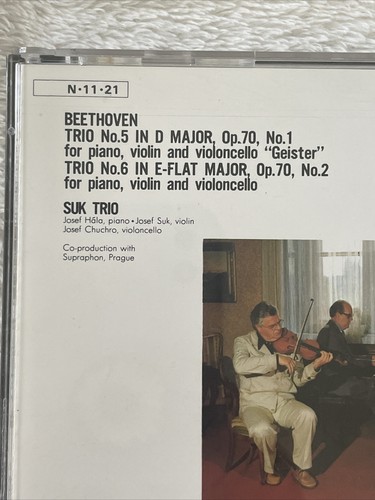 N·11·21
BEETHOVEN
TRIO No.5 IN D MAJOR, Op.70, No.1
for piano, violin and violoncello "Geister"
TRIO No.6 IN E-FLAT MAJOR, Op.70, No.2
for piano, violin and violoncello
SUK TRIO
Josef Hála, piano • Josef Suk, violin
Josef Chuchro, violoncello
Co-production with
Supraphon, Prague